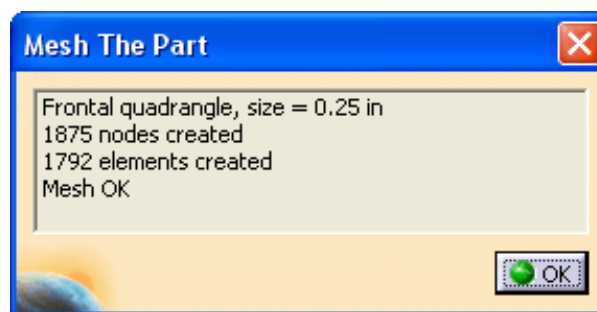 Mesh The Part
Frontal quadrangle, size = 0.25 in
1875 nodes created
1792 elements created
Mesh OK
OK